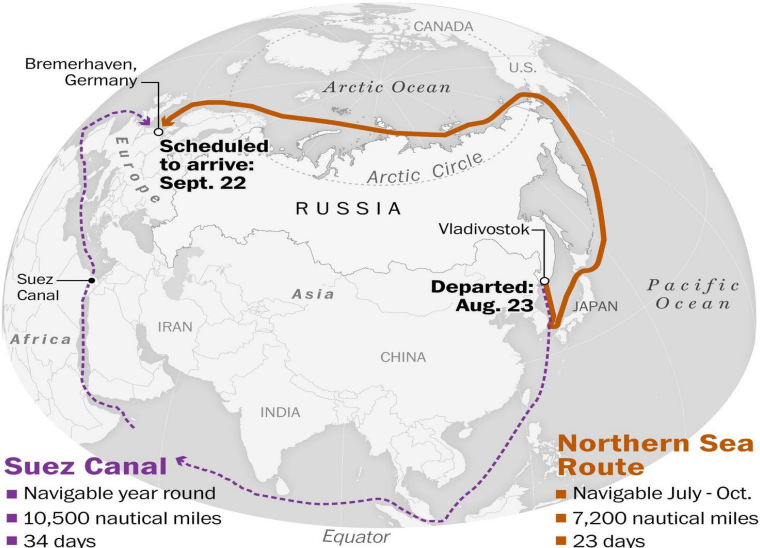 CANADA
U.S.
Bremerhaven,
Germany
Arctic Ocean
Scheduled
to arrive:
Sept. 22
Europe
Arctic Circle
RUSSIA
Vladivostok
Suez
Canal
Departed:
Aug. 23
Pacific
Ocean
Asia
JAPAN
Africa
IRAN
CHINA
INDIA
Suez Canal
Navigable year round
10,500 nautical miles
34 days
Equator
Northern Sea
Route
Navigable July - Oct.
7,200 nautical miles
23 days